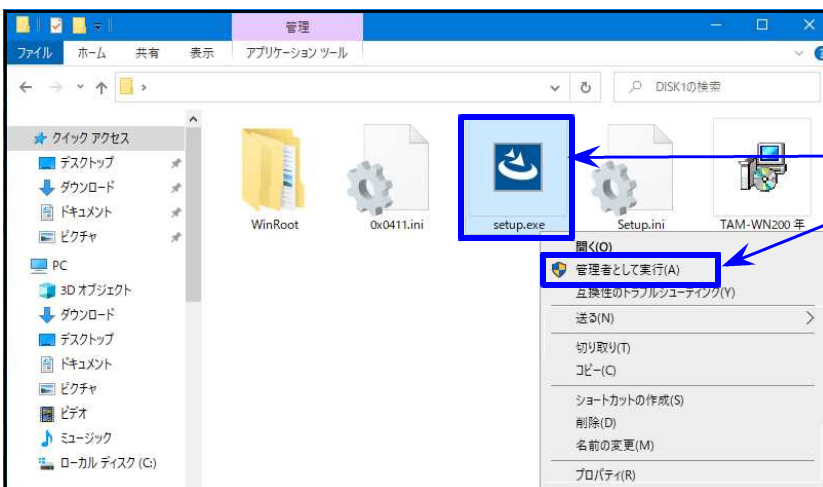 管理
ファイル ホーム 共有 表示 アプリケーション ツール
DISK1の検索
クイック アクセス
デスクトップ
ダウンロード
ドキュメント
ピクチャ
PC
3D オブジェクト
ダウンロード
デスクトップ
ドキュメント
ピクチャ
ビデオ
ミュージック
ローカル ディスク (C:)
WinRoot 0x0411.ini setup.exe Setup.ini TAM-WN200 年
開く(O)
管理者として実行(A)
互換性のトラブルシューティング(Y)
送る(N)
切り取り(T)
コピー(C)
ショートカットの作成(S)
削除(D)
名前の変更(M)
プロパティ(R)